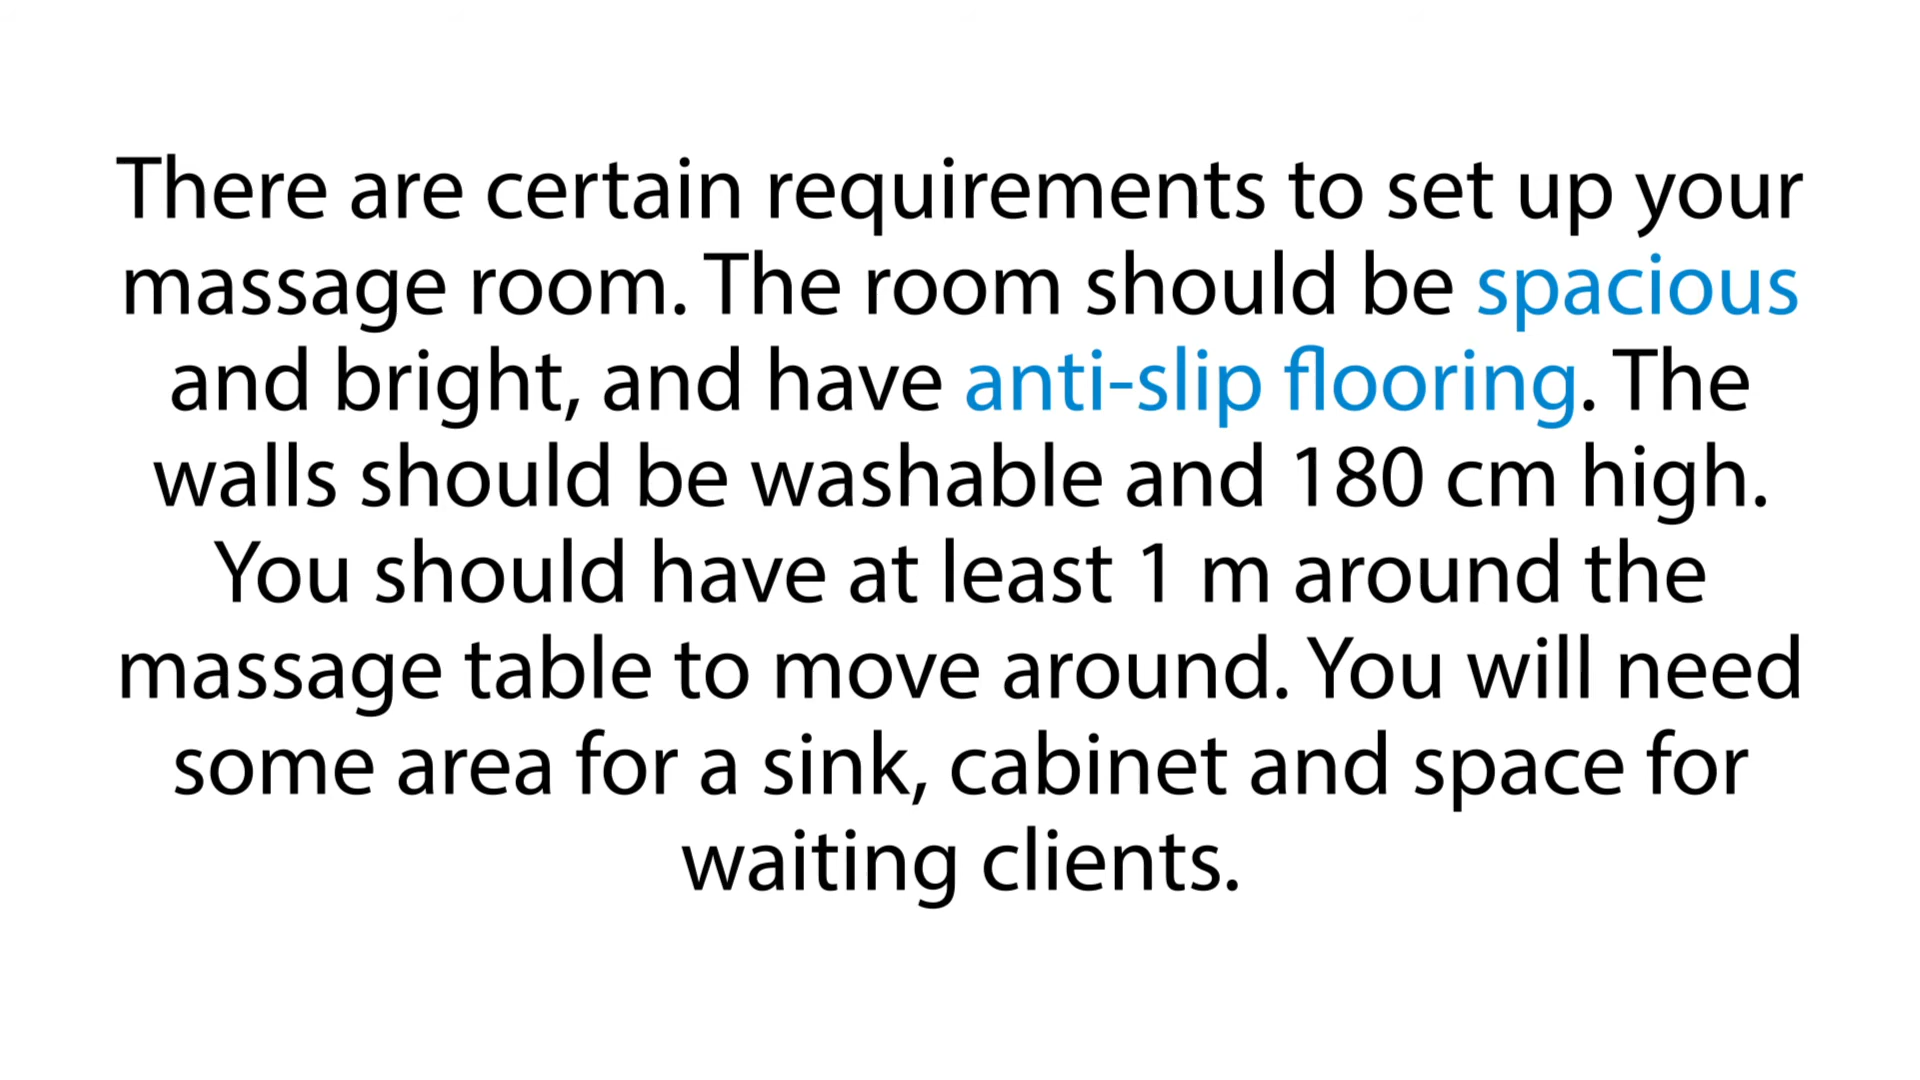 There are certain requirements to set up your
massage room. The room should be spacious
and bright, and have anti-slip flooring. The
walls should be washable and 180 cm high.
You should have at least 1 m around the
massage table to move around. You will need
some area for a sink, cabinet and space for
waiting clients.